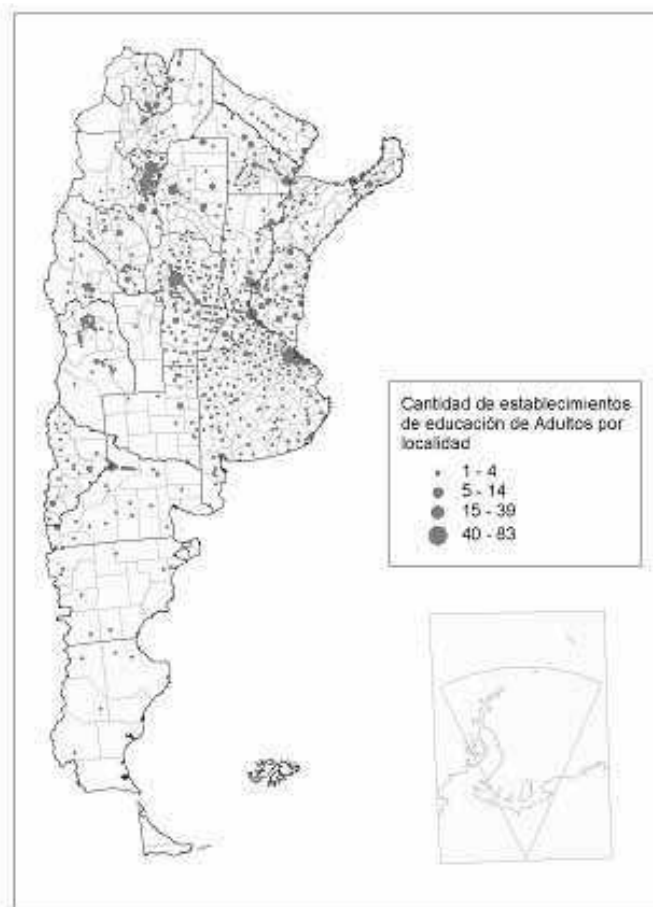 Cantidad de establecimientos
de educación de Adultos por
localidad
1 - 4
5 - 14
15 - 39
40 - 83